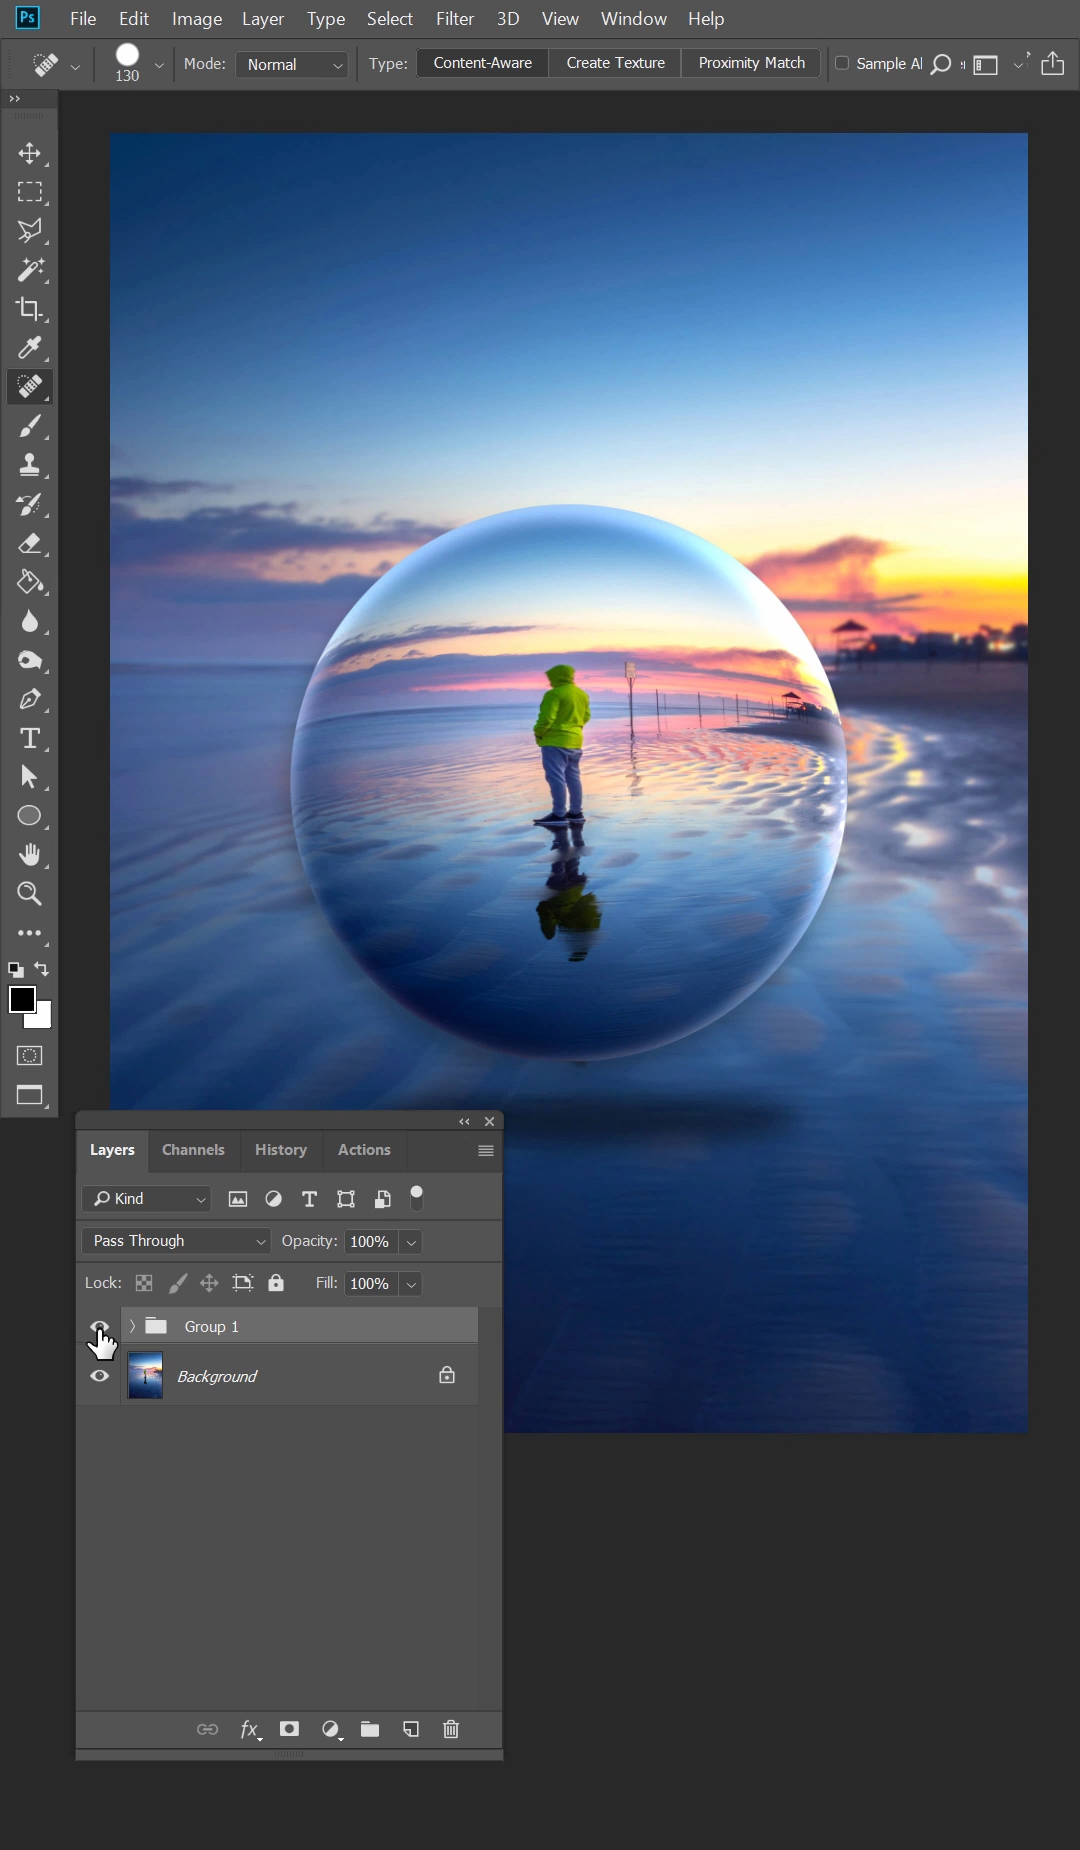 Ps File Edit Image Layer Type Select Filter 3D View Window Help
130 Mode: Normal Type: Content-Aware Create Texture Proximity Match Sample Al
Layers Channels History Actions
Kind
Pass Through Opacity: 100%
Lock: Fill: 100%
Group 1
Background
fx